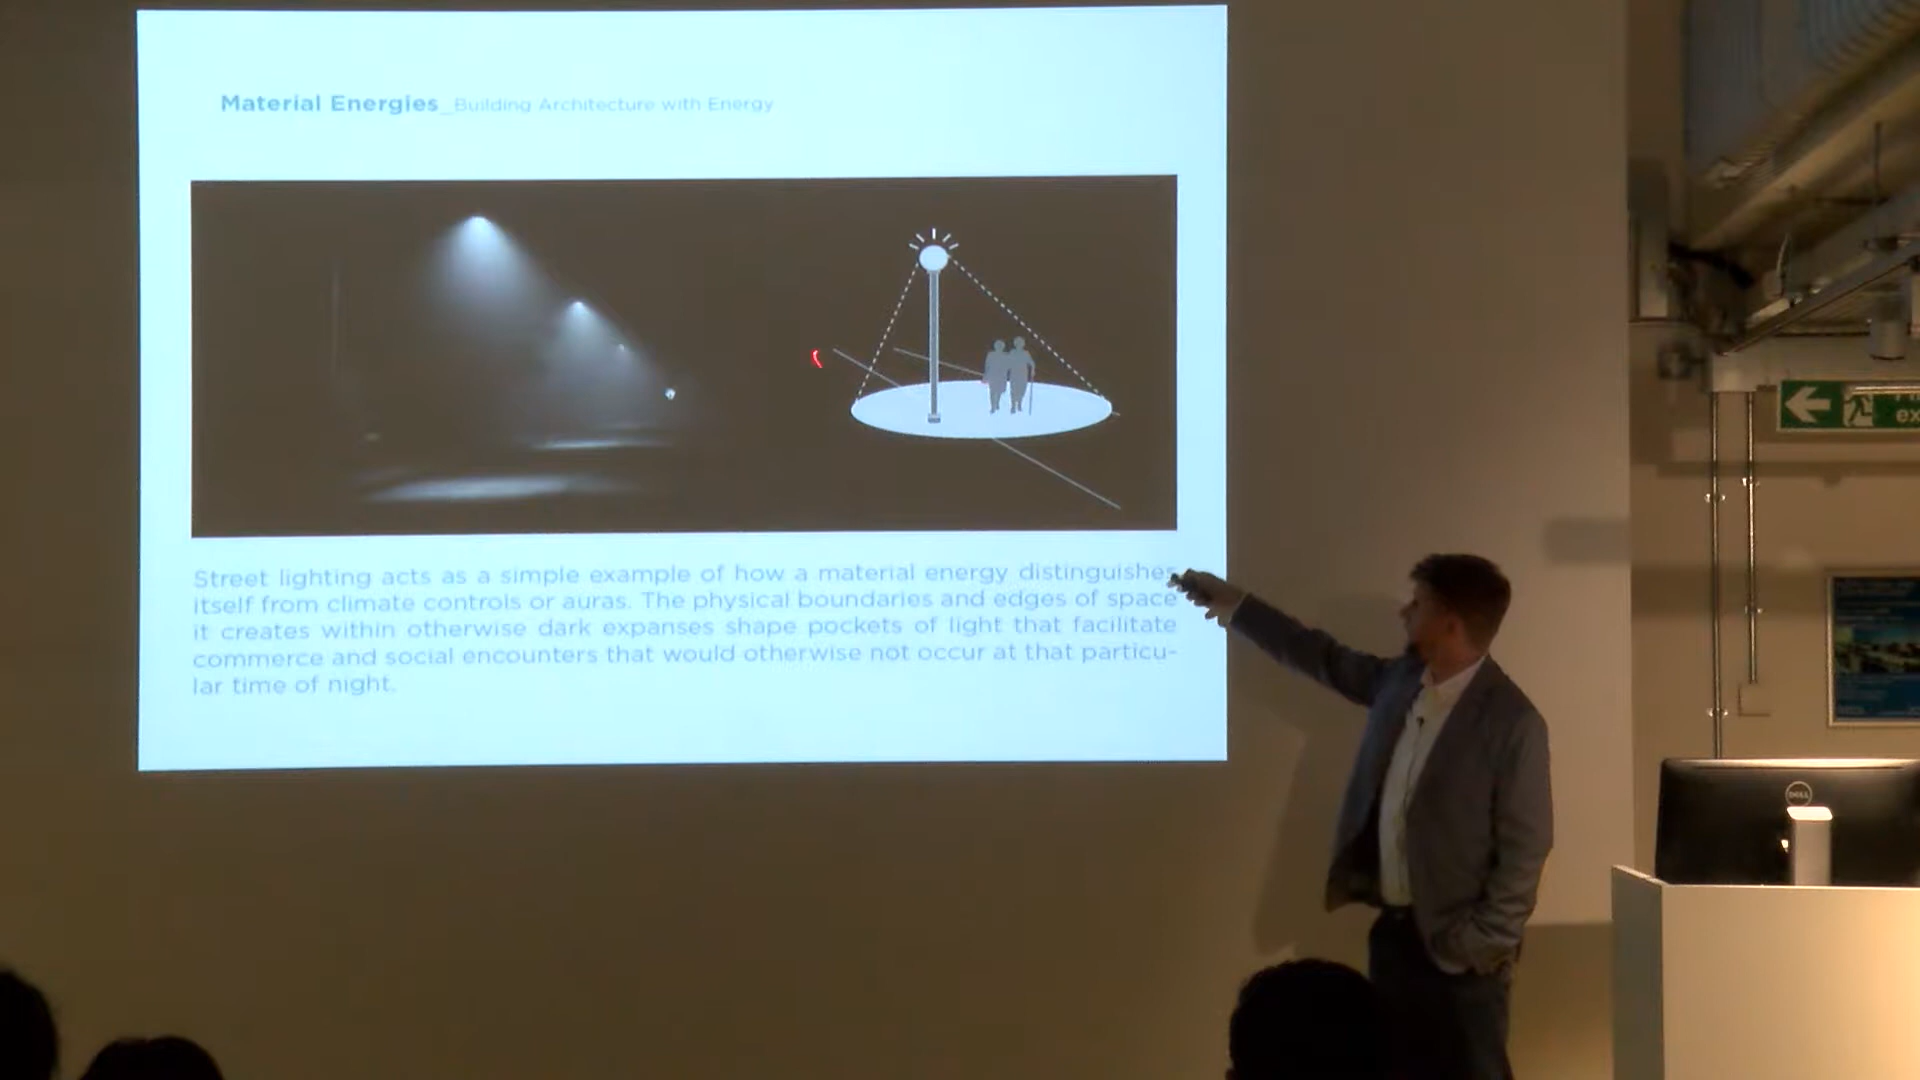 Material Energies_Building Architecture with Energy
Street lighting acts as a simple example of how a material energy distinguishes
itself from climate controls or auras. The physical boundaries and edges of space
it creates within otherwise dark expanses shape pockets of light that facilitate
commerce and social encounters that would otherwise not occur at that particu-
lar time of night.
DELL